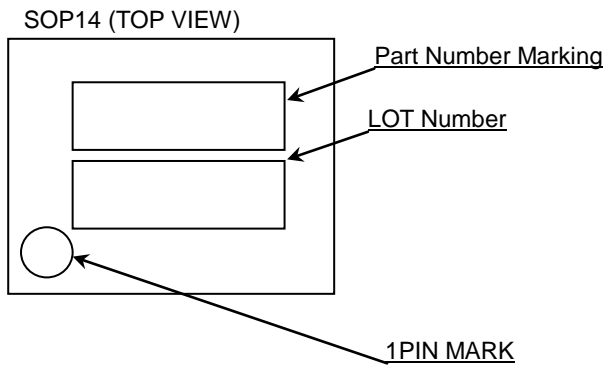 SOP14 (TOP VIEW)
Part Number Marking
LOT Number
1PIN MARK